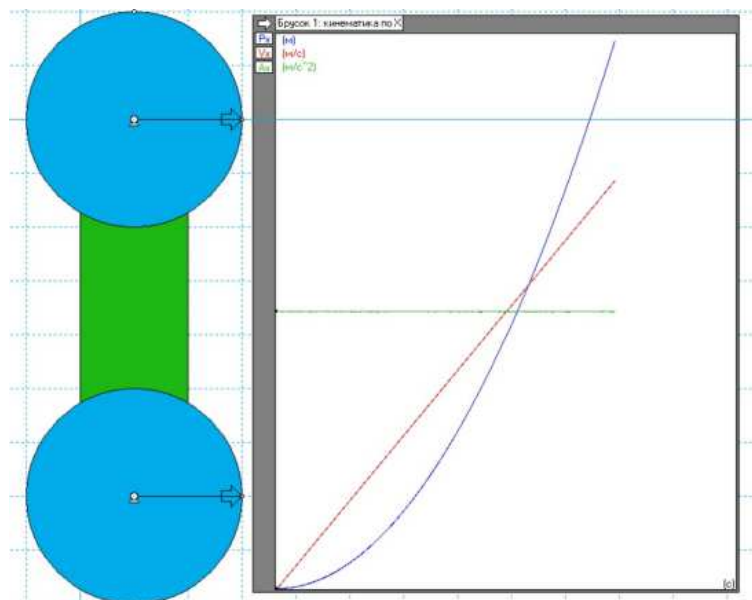 Брусок 1: кинематика по X
Px (м)
Vx (м/с)
Ax (м/с^2)
(с)